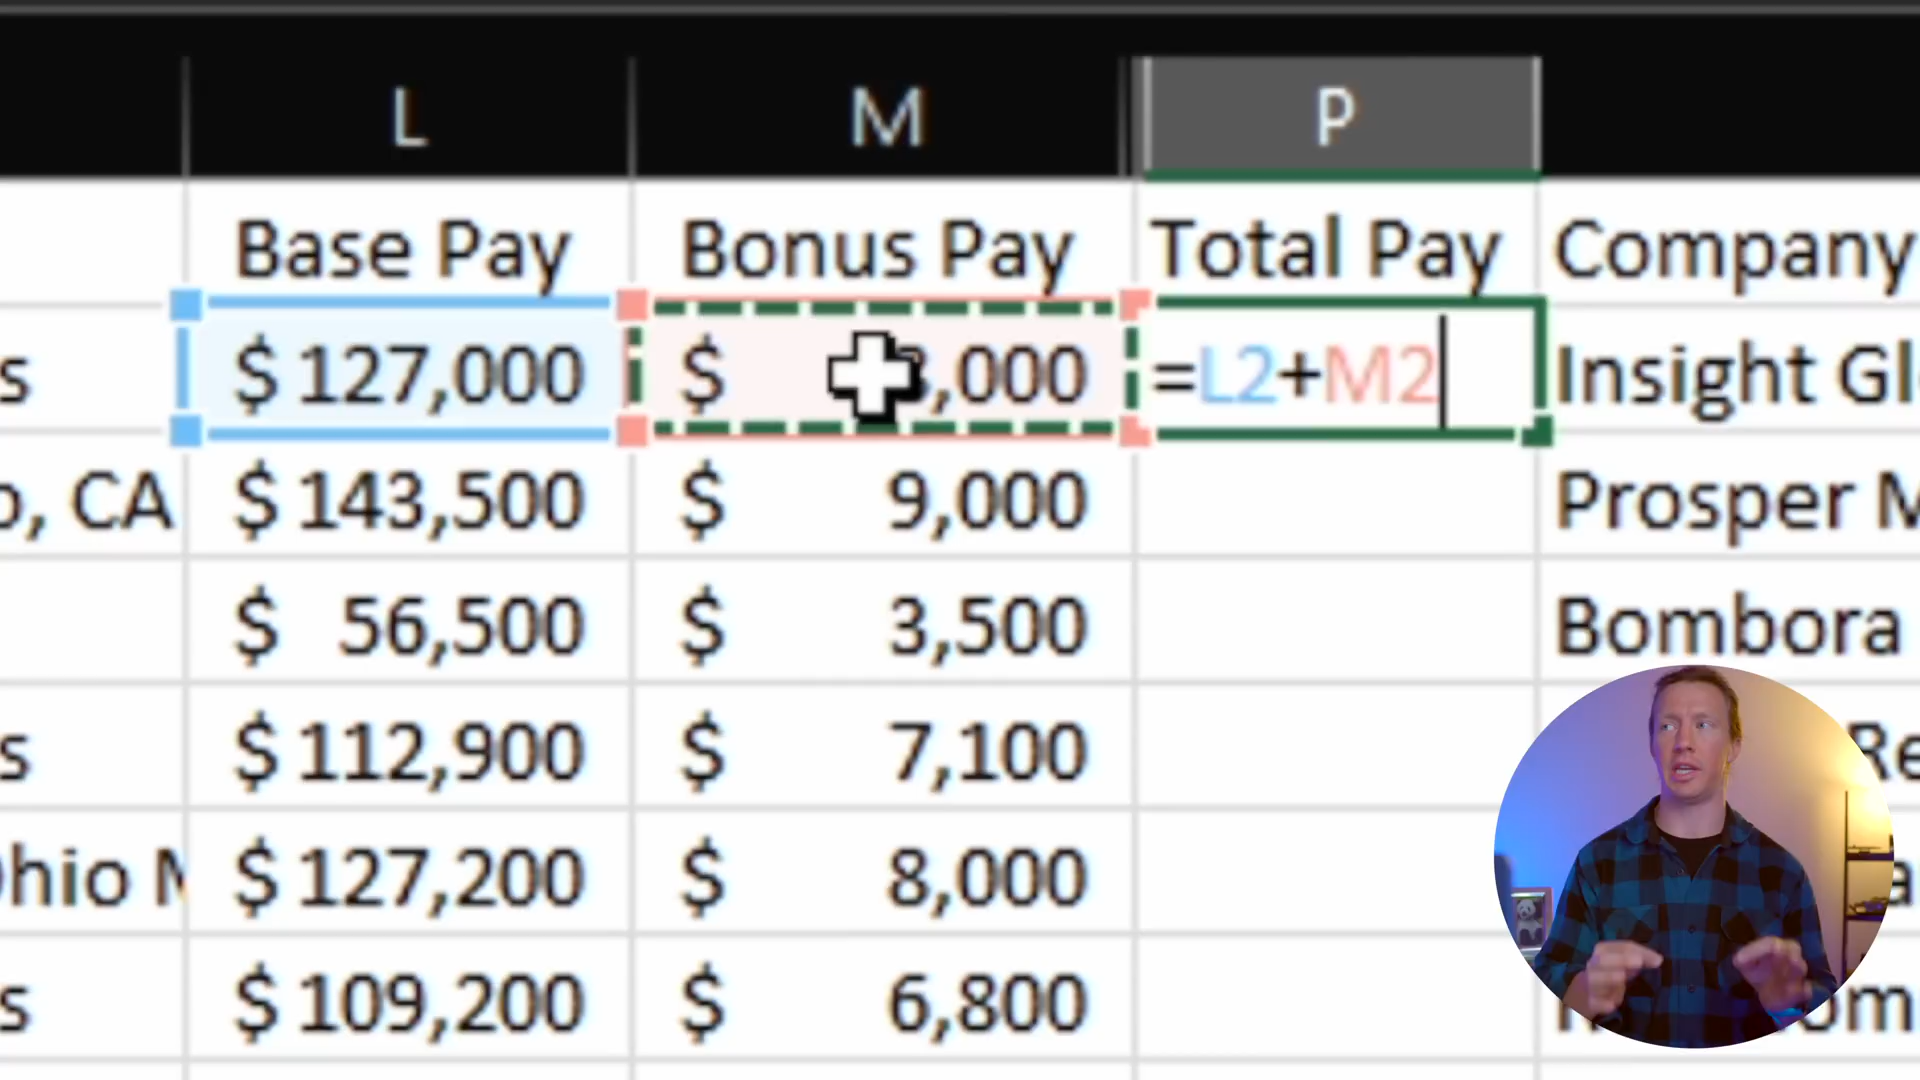 L M P
Base Pay Bonus Pay Total Pay Company
s $ 127,000 $ ,000 =L2+M2 Insight Gl
o, CA $ 143,500 $ 9,000 Prosper M
$ 56,500 $ 3,500 Bombora
s $ 112,900 $ 7,100 Re
Ohio M $ 127,200 $ 8,000 a
s $ 109,200 $ 6,800 om